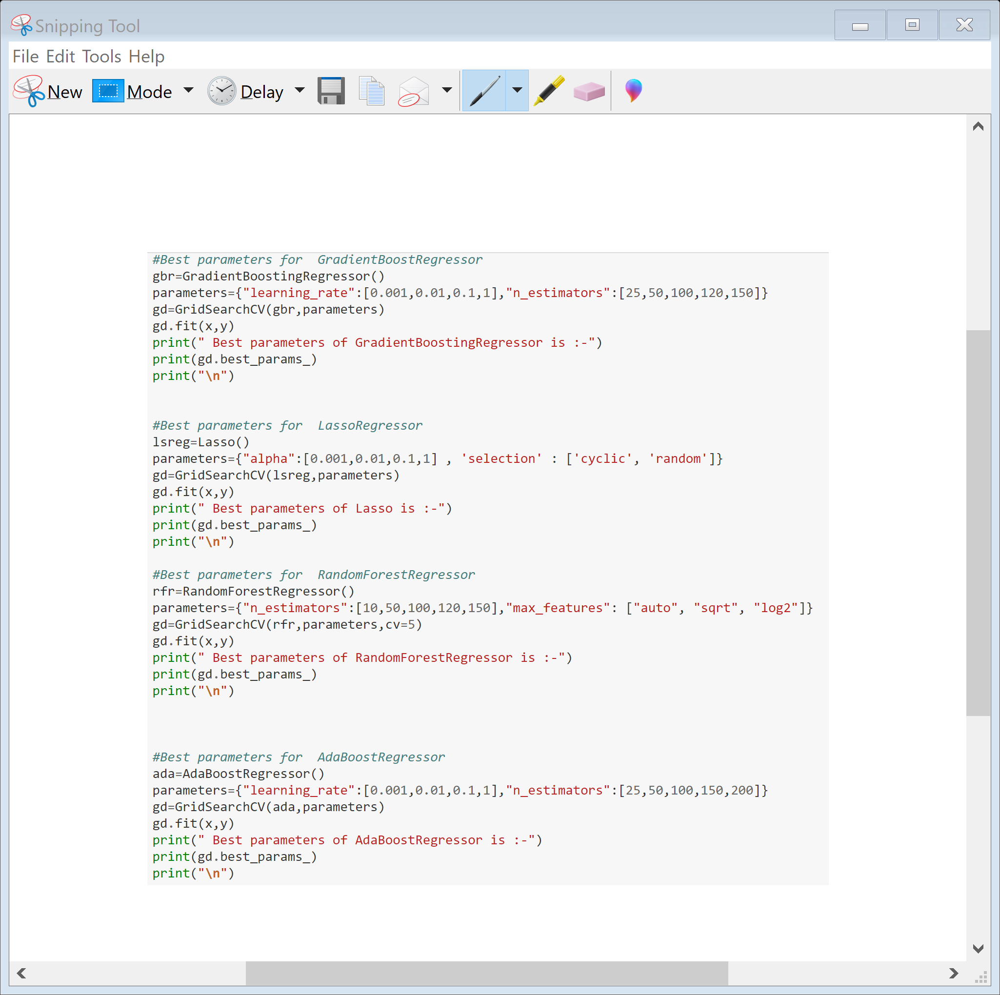 Snipping Tool
File Edit Tools Help
New Mode Delay
#Best parameters for  GradientBoostRegressor
gbr=GradientBoostingRegressor()
parameters={"learning_rate":[0.001,0.01,0.1,1],"n_estimators":[25,50,100,120,150]}
gd=GridSearchCV(gbr,parameters)
gd.fit(x,y)
print(" Best parameters of GradientBoostingRegressor is :-")
print(gd.best_params_)
print("\n")
#Best parameters for  LassoRegressor
lsreg=Lasso()
parameters={"alpha":[0.001,0.01,0.1,1] , 'selection' : ['cyclic', 'random']}
gd=GridSearchCV(lsreg,parameters)
gd.fit(x,y)
print(" Best parameters of Lasso is :-")
print(gd.best_params_)
print("\n")
#Best parameters for  RandomForestRegressor
rfr=RandomForestRegressor()
parameters={"n_estimators":[10,50,100,120,150],"max_features": ["auto", "sqrt", "log2"]}
gd=GridSearchCV(rfr,parameters,cv=5)
gd.fit(x,y)
print(" Best parameters of RandomForestRegressor is :-")
print(gd.best_params_)
print("\n")
#Best parameters for  AdaBoostRegressor
ada=AdaBoostRegressor()
parameters={"learning_rate":[0.001,0.01,0.1,1],"n_estimators":[25,50,100,150,200]}
gd=GridSearchCV(ada,parameters)
gd.fit(x,y)
print(" Best parameters of AdaBoostRegressor is :-")
print(gd.best_params_)
print("\n")